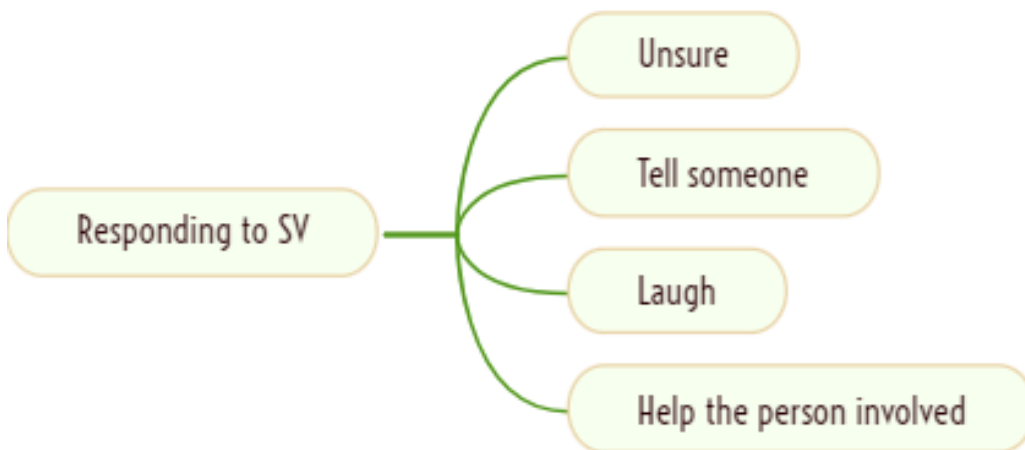 Unsure
Tell someone
Responding to SV
Laugh
Help the person involved